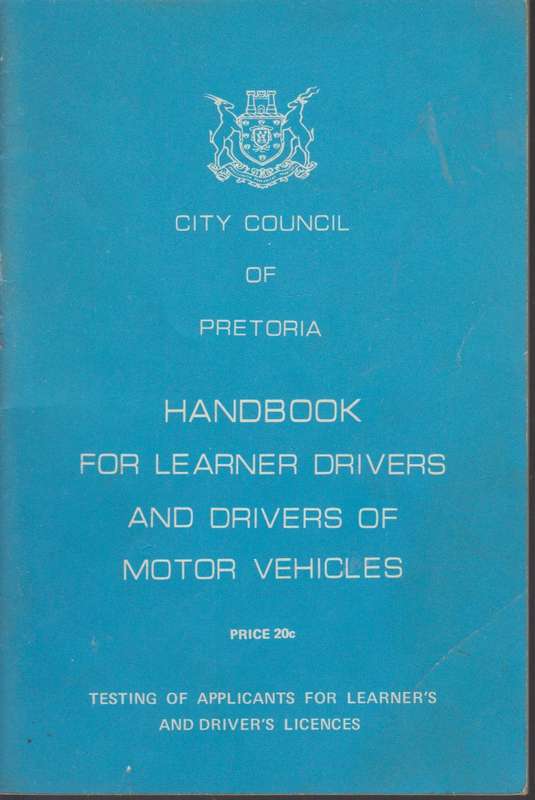 CITY COUNCIL
OF
PRETORIA
HANDBOOK
FOR LEARNER DRIVERS
AND DRIVERS OF
MOTOR VEHICLES
PRICE 20c
TESTING OF APPLICANTS FOR LEARNER'S
AND DRIVER'S LICENCES